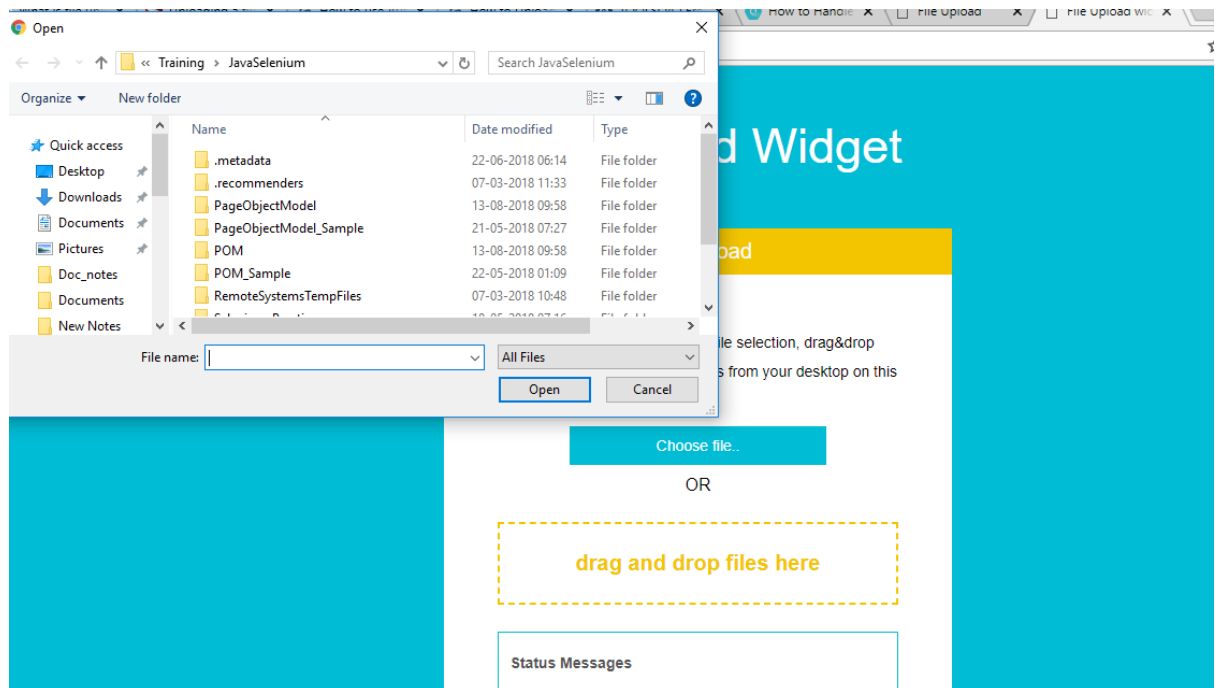 How to Handle
File Upload
File Upload wid
Open
« Training › JavaSelenium
Search JavaSelenium
Organize
New folder
Name
Date modified
Type
Quick access
Desktop
Downloads
Documents
Pictures
Doc_notes
Documents
New Notes
.metadata 22-06-2018 06:14 File folder
.recommenders 07-03-2018 11:33 File folder
PageObjectModel 13-08-2018 09:58 File folder
PageObjectModel_Sample 21-05-2018 07:27 File folder
POM 13-08-2018 09:58 File folder
POM_Sample 22-05-2018 01:09 File folder
RemoteSystemsTempFiles 07-03-2018 10:48 File folder
File name:
All Files
Open
Cancel
d Widget
oad
ile selection, drag&drop
s from your desktop on this
Choose file..
OR
drag and drop files here
Status Messages